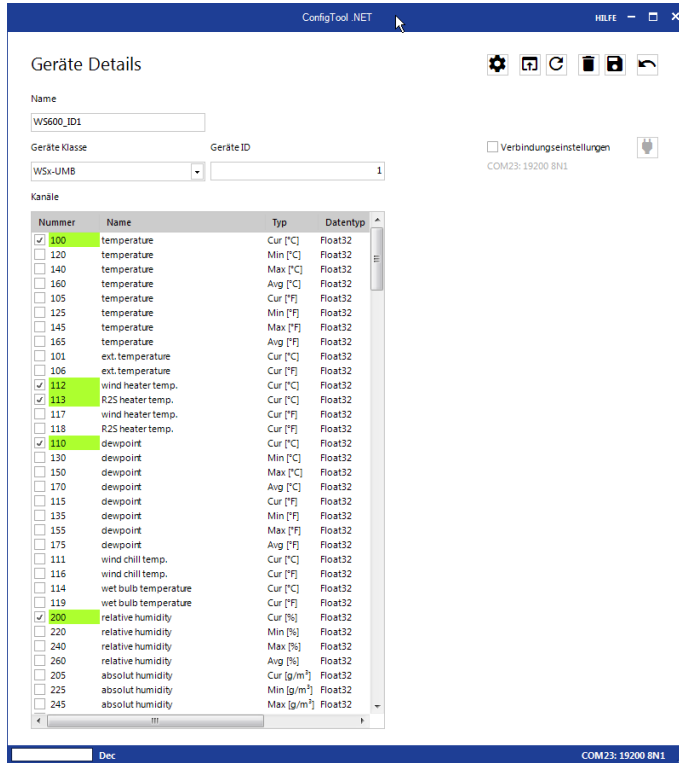 ConfigTool .NET HILFE
Geräte Details
Name
WS600_ID1
Geräte Klasse Geräte ID
Verbindungseinstellungen
WSx-UMB 1
COM23: 19200 8N1
Kanäle
Nummer Name Typ Datentyp
100 temperature Cur [°C] Float32
120 temperature Min [°C] Float32
140 temperature Max [°C] Float32
160 temperature Avg [°C] Float32
105 temperature Cur [°F] Float32
125 temperature Min [°F] Float32
145 temperature Max [°F] Float32
165 temperature Avg [°F] Float32
101 ext. temperature Cur [°C] Float32
106 ext. temperature Cur [°F] Float32
112 wind heater temp. Cur [°C] Float32
113 R2S heater temp. Cur [°C] Float32
117 wind heater temp. Cur [°F] Float32
118 R2S heater temp. Cur [°F] Float32
110 dewpoint Cur [°C] Float32
130 dewpoint Min [°C] Float32
150 dewpoint Max [°C] Float32
170 dewpoint Avg [°C] Float32
115 dewpoint Cur [°F] Float32
135 dewpoint Min [°F] Float32
155 dewpoint Max [°F] Float32
175 dewpoint Avg [°F] Float32
111 wind chill temp. Cur [°C] Float32
116 wind chill temp. Cur [°F] Float32
114 wet bulb temperature Cur [°C] Float32
119 wet bulb temperature Cur [°F] Float32
200 relative humidity Cur [%] Float32
220 relative humidity Min [%] Float32
240 relative humidity Max [%] Float32
260 relative humidity Avg [%] Float32
205 absolut humidity Cur [g/m³] Float32
225 absolut humidity Min [g/m³] Float32
245 absolut humidity Max [g/m³] Float32
Dec COM23: 19200 8N1